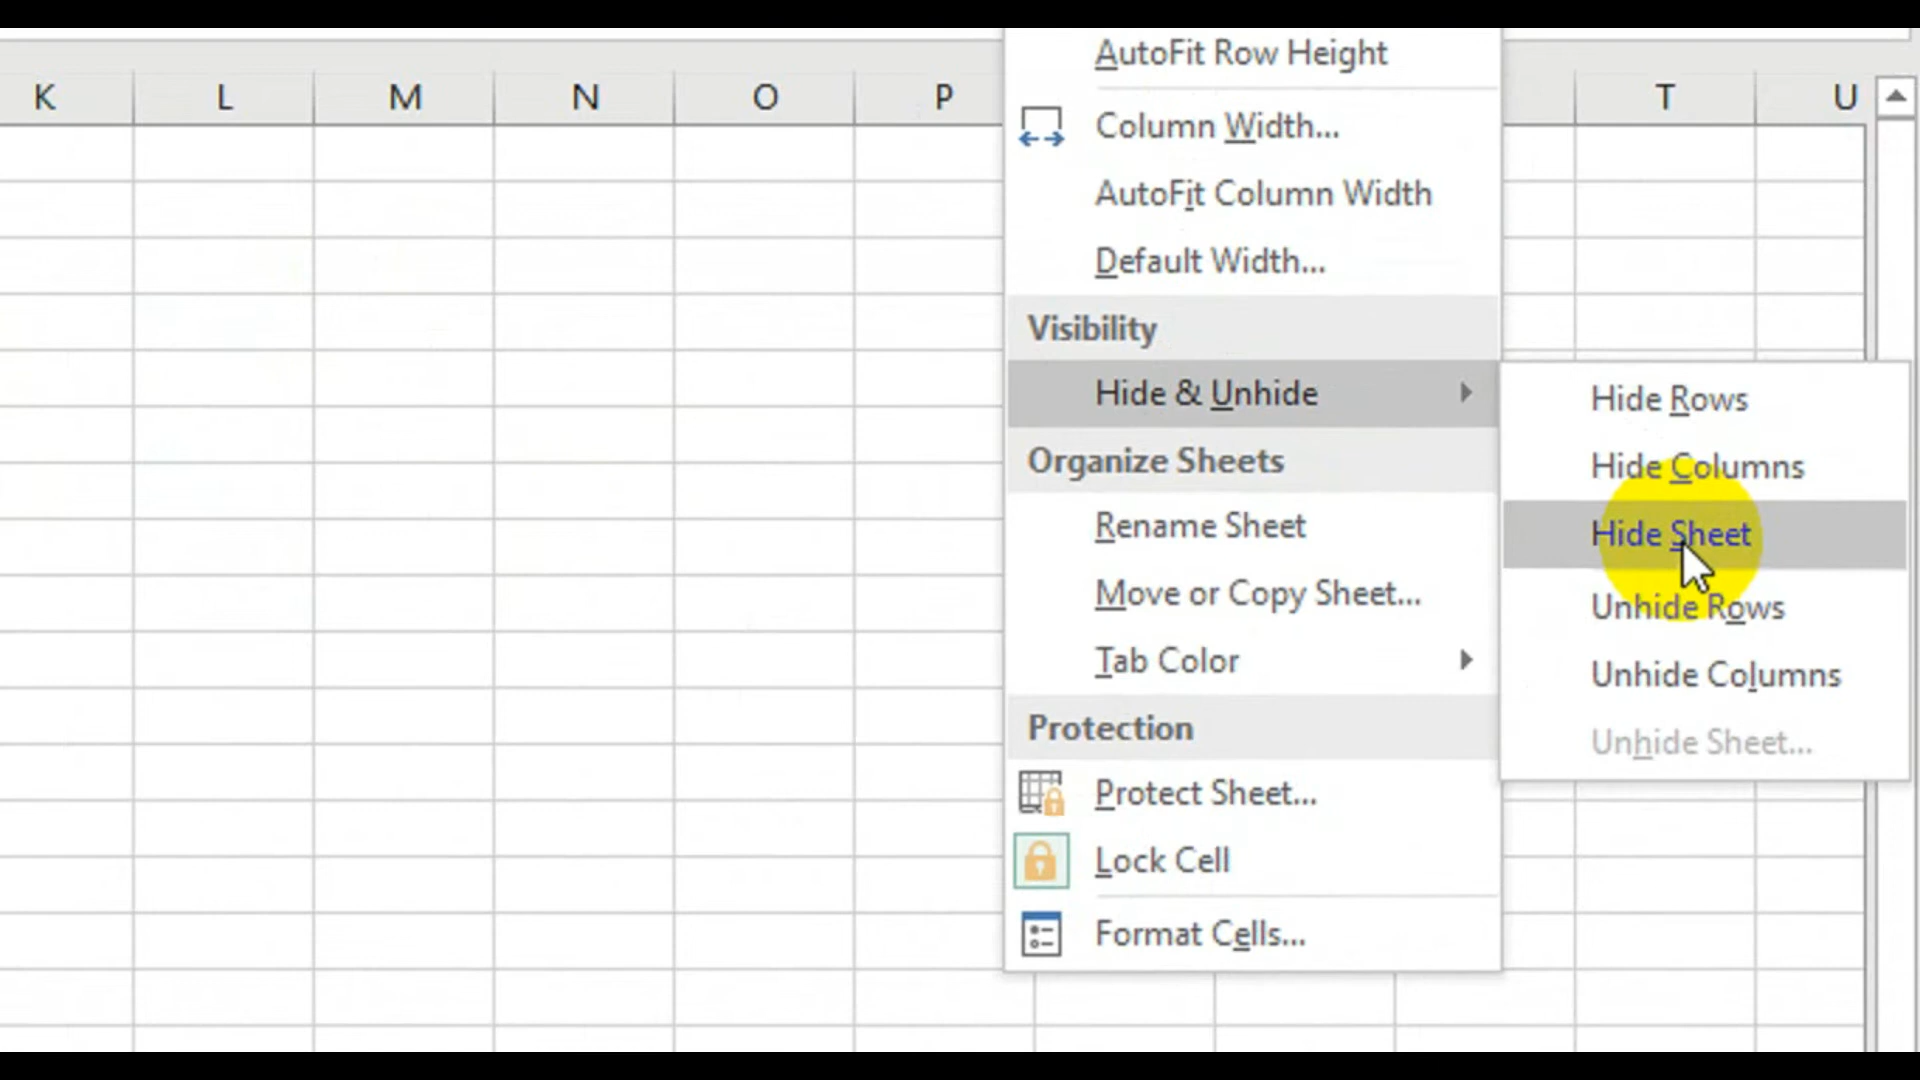 AutoFit Row Height
K L M N O P T U
Column Width...
AutoFit Column Width
Default Width...
Visibility
Hide & Unhide
Hide Rows
Hide Columns
Hide Sheet
Unhide Rows
Unhide Columns
Unhide Sheet...
Organize Sheets
Rename Sheet
Move or Copy Sheet...
Tab Color
Protection
Protect Sheet...
Lock Cell
Format Cells...